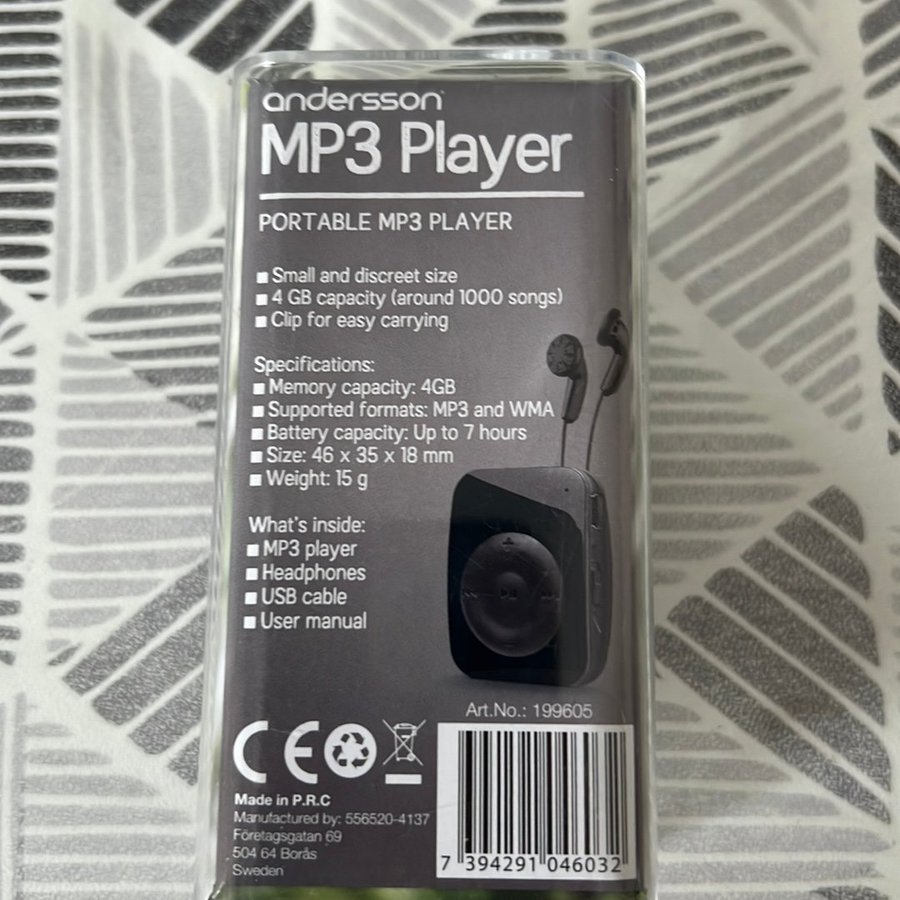 andersson
MP3 Player
PORTABLE MP3 PLAYER
■ Small and discreet size
■ 4 GB capacity (around 1000 songs)
■ Clip for easy carrying
Specifications:
■ Memory capacity: 4GB
■ Supported formats: MP3 and WMA
■ Battery capacity: Up to 7 hours
■ Size: 46 x 35 x 18 mm
■ Weight: 15 g
What's inside:
■ MP3 player
■ Headphones
■ USB cable
■ User manual
Art.No.: 199605
CE
Made in P.R.C
Manufactured by: 556520-4137
Företagsgatan 69
504 64 Borås
Sweden
7 394291 046032